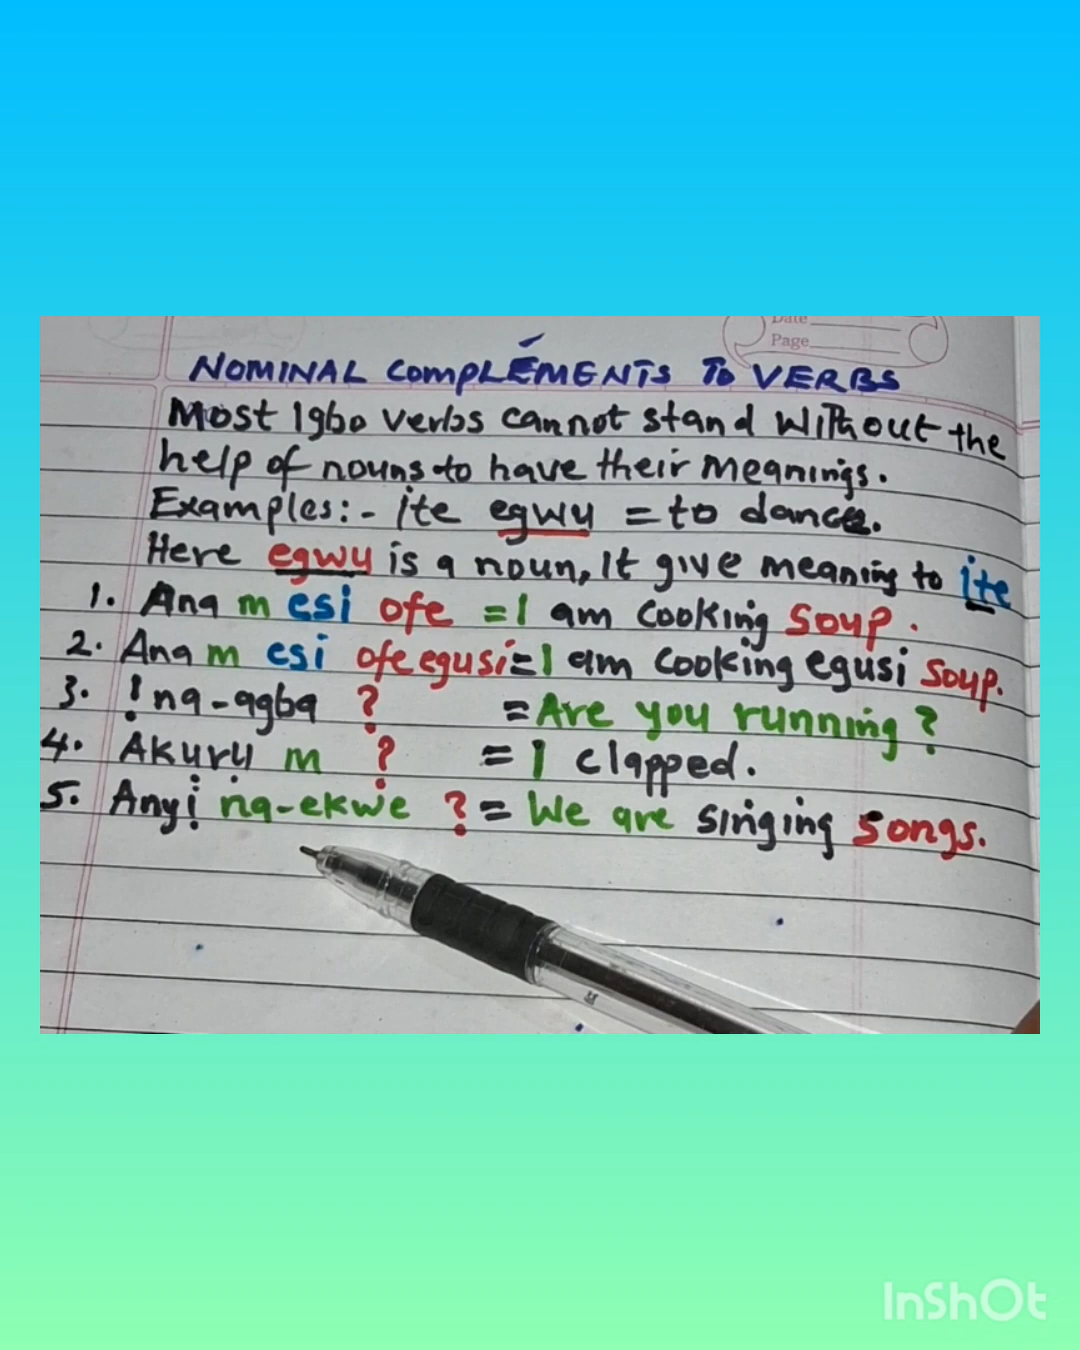 Date
Page
NOMINAL COMPLÉMENTS TO VERBS
Most Igbo verbs cannot stand without the
help of nouns to have their meanings.
Examples:- ite egwu = to dance.
Here egwu is a noun, It give meaning to ite
1. Ana m esi ofe = I am cooking Soup.
2. Ana m esi ofe egusi = I am cooking egusi Soup.
3. Ị na-agba ? = Are you running?
4. Akụrụ m ? = I clapped.
5. Anyị na-ekwe ? = We are singing songs.
InShOt